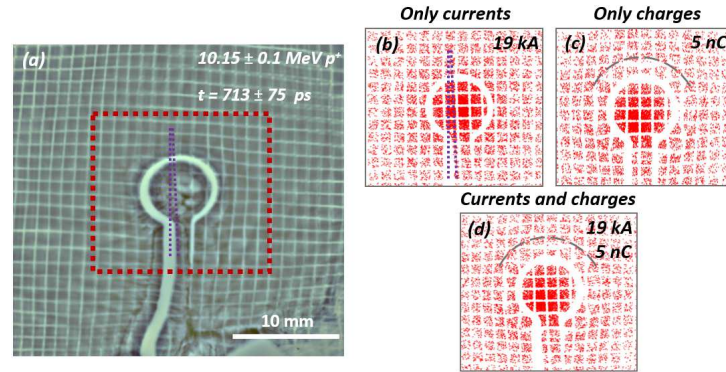 (a)
10.15 ± 0.1 MeV p⁺
t = 713 ± 75 ps
10 mm
Only currents
(b)
19 kA
Only charges
(c)
5 nC
Currents and charges
(d)
19 kA
5 nC